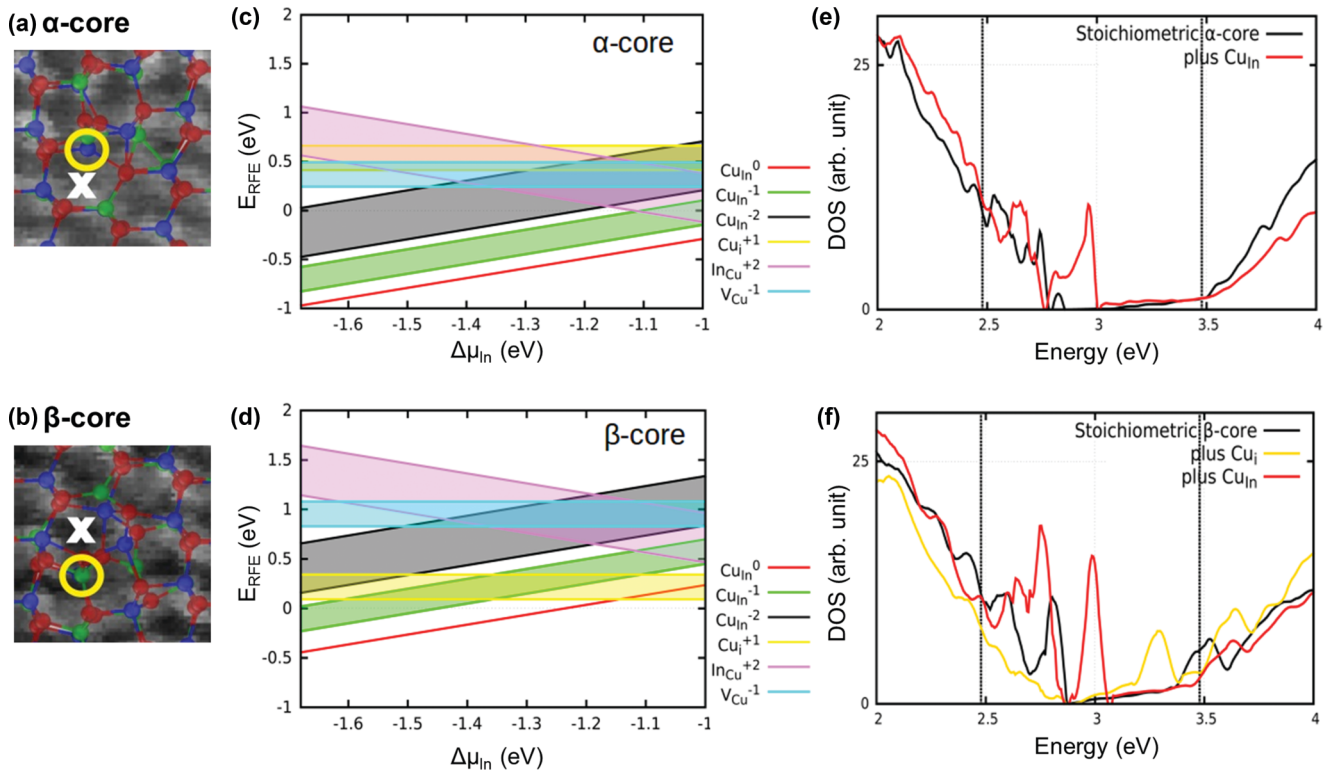 (a) α-core
(c)
2
1.5
1
0.5
0
-0.5
-1
E_RFE (eV)
α-core
-1.6 -1.5 -1.4 -1.3 -1.2 -1.1 -1
Δμ_In (eV)
Cu_In^0
Cu_In^-1
Cu_In^-2
Cu_i^+1
In_Cu^+2
V_Cu^-1
(e)
DOS (arb. unit)
25
0
Stoichiometric α-core
plus Cu_In
2 2.5 3 3.5 4
Energy (eV)
X
(b) β-core
(d)
2
1.5
1
0.5
0
-0.5
-1
E_RFE (eV)
β-core
-1.6 -1.5 -1.4 -1.3 -1.2 -1.1 -1
Δμ_In (eV)
Cu_In^0
Cu_In^-1
Cu_In^-2
Cu_i^+1
In_Cu^+2
V_Cu^-1
(f)
DOS (arb. unit)
25
0
Stoichiometric β-core
plus Cu_i
plus Cu_In
2 2.5 3 3.5 4
Energy (eV)
X